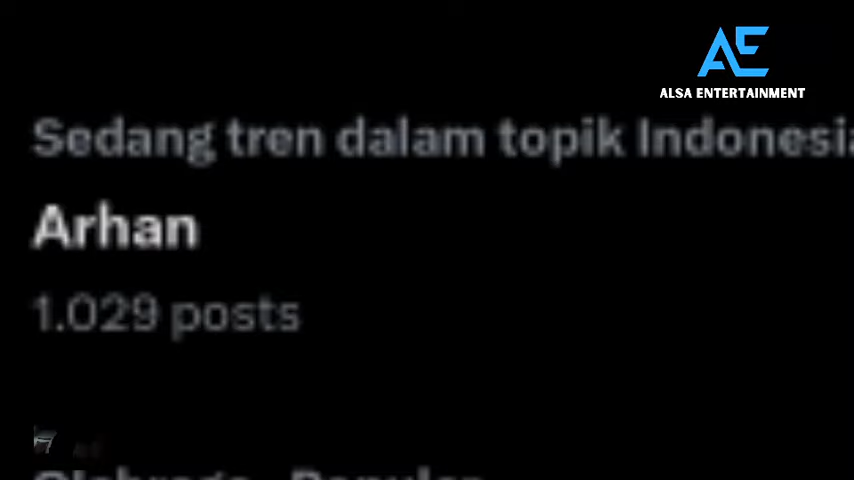 AE
ALSA ENTERTAINMENT
Sedang tren dalam topik Indonesia
Arhan
1.029 posts